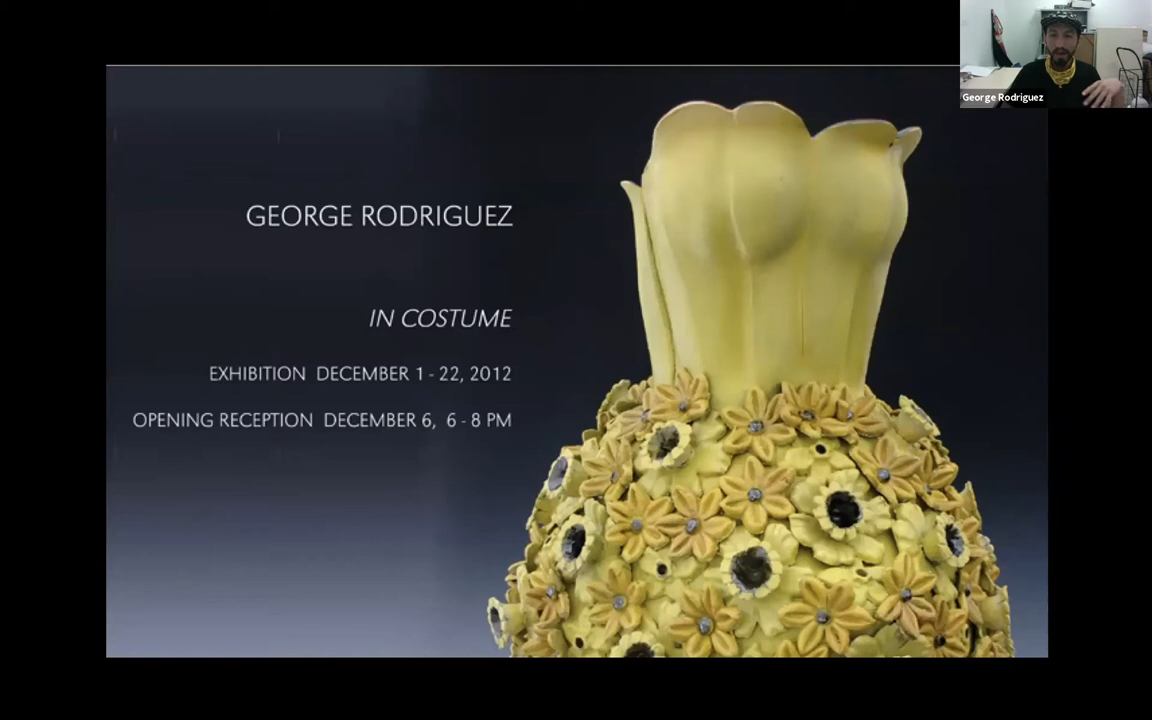 George Rodriguez
GEORGE RODRIGUEZ
IN COSTUME
EXHIBITION DECEMBER 1 - 22, 2012
OPENING RECEPTION DECEMBER 6, 6 - 8 PM